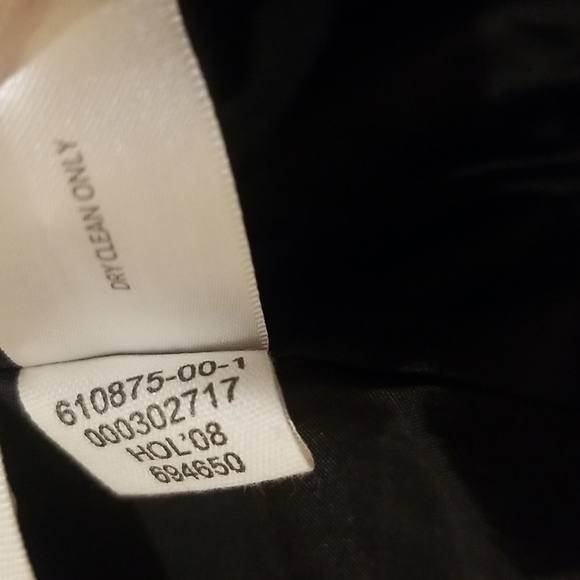 DRY CLEAN ONLY
610875-00-1
000302717
HOL'08
694650